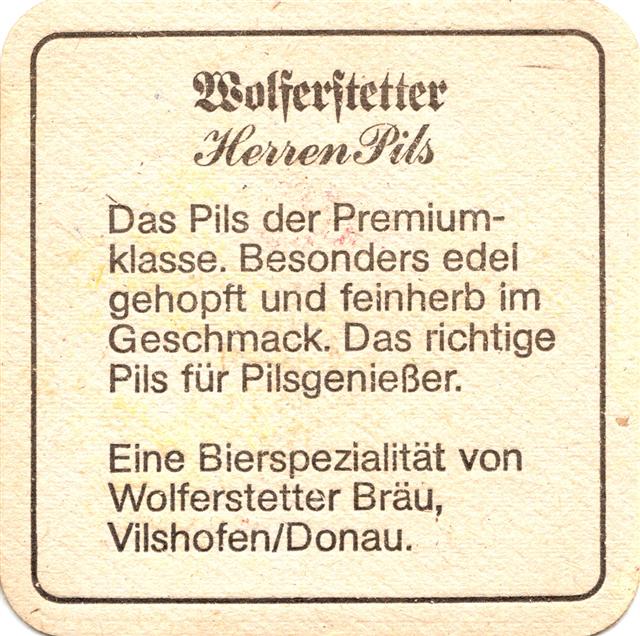 Wolferstetter
Herren Pils
Das Pils der Premium-
klasse. Besonders edel
gehopft und feinherb im
Geschmack. Das richtige
Pils für Pilsgenießer.
Eine Bierspezialität von
Wolferstetter Bräu,
Vilshofen/Donau.